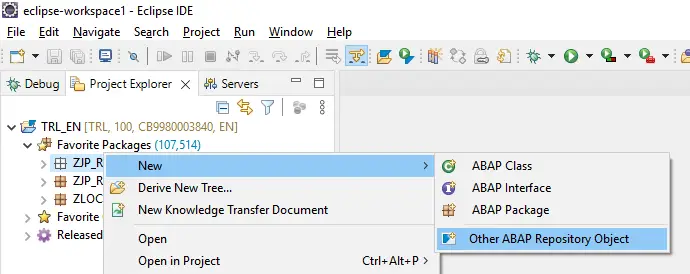 eclipse-workspace1 - Eclipse IDE
File Edit Navigate Search Project Run Window Help
Debug Project Explorer Servers
TRL_EN [TRL, 100, CB9980003840, EN]
Favorite Packages (107,514)
ZJP_R
New
ABAP Class
ZJP_R
Derive New Tree...
ABAP Interface
ZLOC
New Knowledge Transfer Document
ABAP Package
Favorite
Released
Open
Other ABAP Repository Object
Open in Project Ctrl+Alt+P